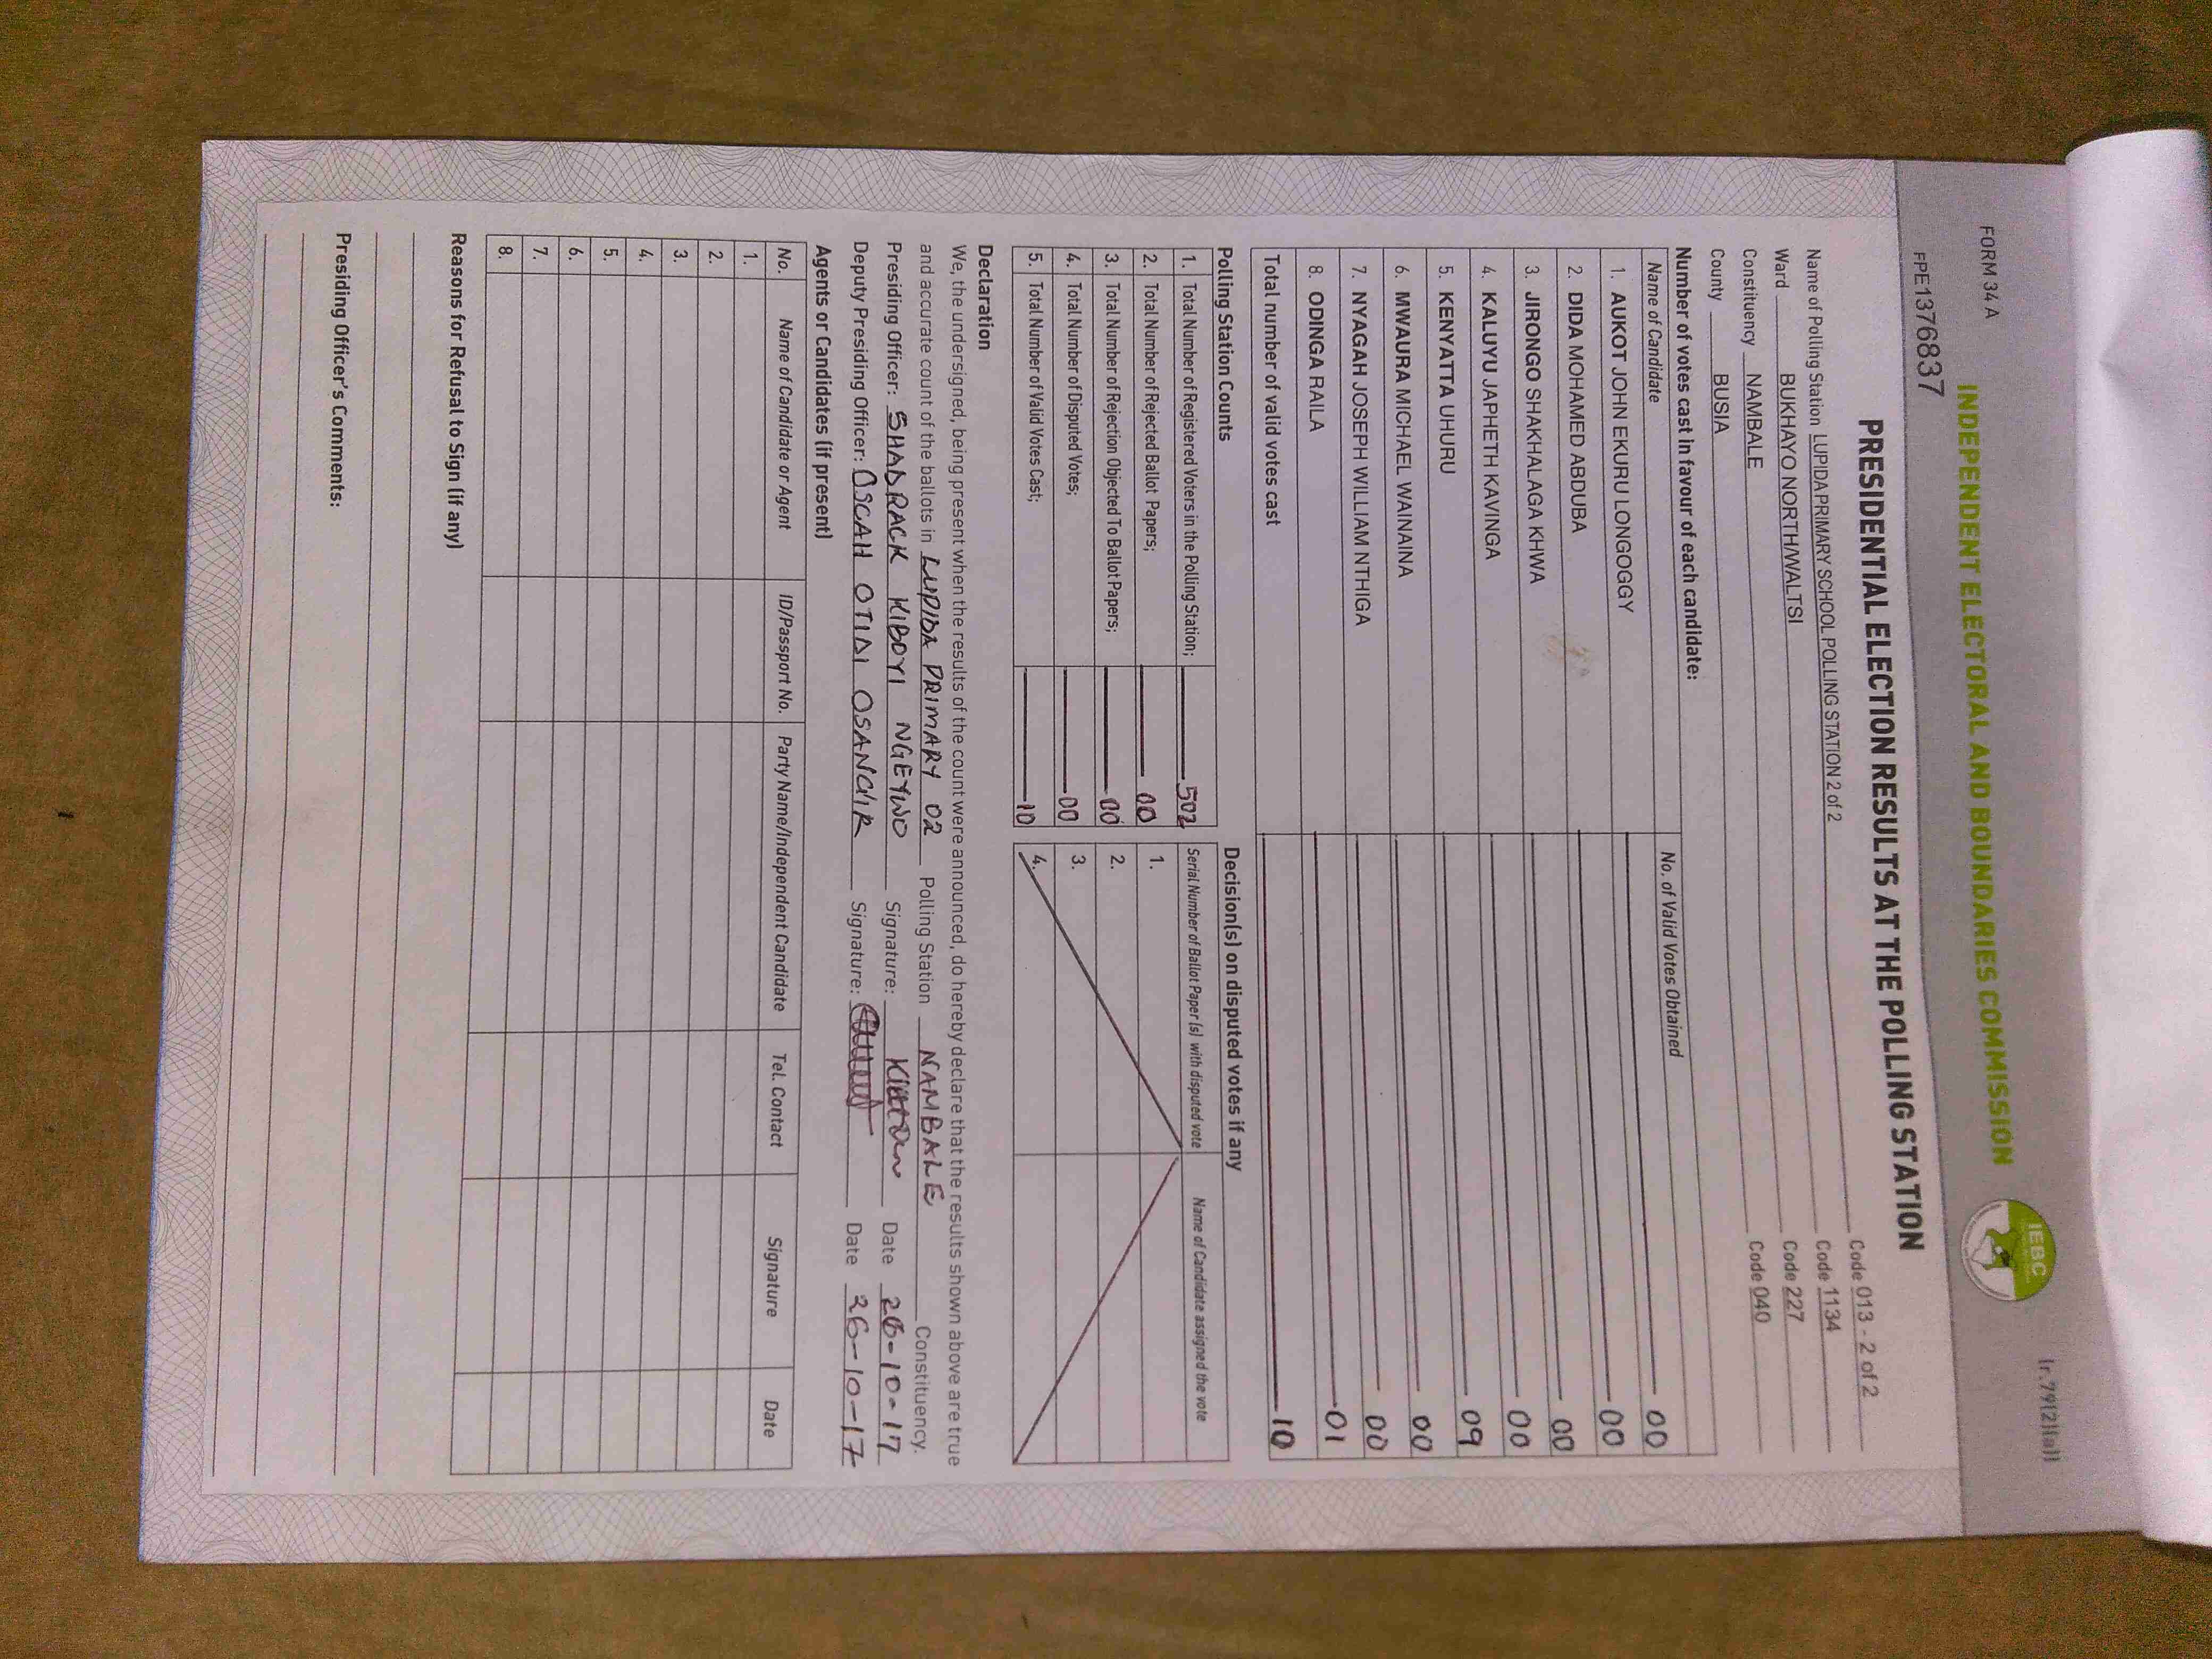 FORM 34 A
Ir.79(2)(a)
INDEPENDENT ELECTORAL AND BOUNDARIES COMMISSION
IEBC
FPE1376837
PRESIDENTIAL ELECTION RESULTS AT THE POLLING STATION
Name of Polling Station LUPIDA PRIMARY SCHOOL POLLING STATION 2 of 2 Code 013 - 2 of 2
Ward BUKHAYO NORTH/WALTSI Code 1134
Constituency NAMBALE Code 227
County BUSIA Code 040
Number of votes cast in favour of each candidate:
Name of Candidate No. of Valid Votes Obtained
1. AUKOT JOHN EKURU LONGOGGY 00
2. DIDA MOHAMED ABDUBA 00
3. JIRONGO SHAKHALAGA KHWA 00
4. KALUYU JAPHETH KAVINGA 00
5. KENYATTA UHURU 09
6. MWAURA MICHAEL WAINAINA 00
7. NYAGAH JOSEPH WILLIAM NTHIGA 00
8. ODINGA RAILA 01
Total number of valid votes cast 10
Polling Station Counts
1. Total Number of Registered Voters in the Polling Station; 502
2. Total Number of Rejected Ballot Papers; 00
3. Total Number of Rejection Objected To Ballot Papers; 00
4. Total Number of Disputed Votes; 00
5. Total Number of Valid Votes Cast; 10
Decision(s) on disputed votes if any
Serial Number of Ballot Paper (s) with disputed vote Name of Candidate assigned the vote
1.
2.
3.
4.
Declaration
We, the undersigned, being present when the results of the count were announced, do hereby declare that the results shown above are true
and accurate count of the ballots in LUPIDA PRIMARY 02 Polling Station NAMBALE Constituency.
Presiding Officer: SHADRACK KIBOYI NGEYWO Signature: Date 26-10-17
Deputy Presiding Officer: OSCAH OTIDI Signature: Date 26-10-17
Agents or Candidates (if present)
No. Name of Candidate or Agent ID/Passport No. Party Name/Independent Candidate Tel. Contact Signature Date
1.
2.
3.
4.
5.
6.
7.
8.
Reasons for Refusal to Sign (if any)
Presiding Officer's Comments: